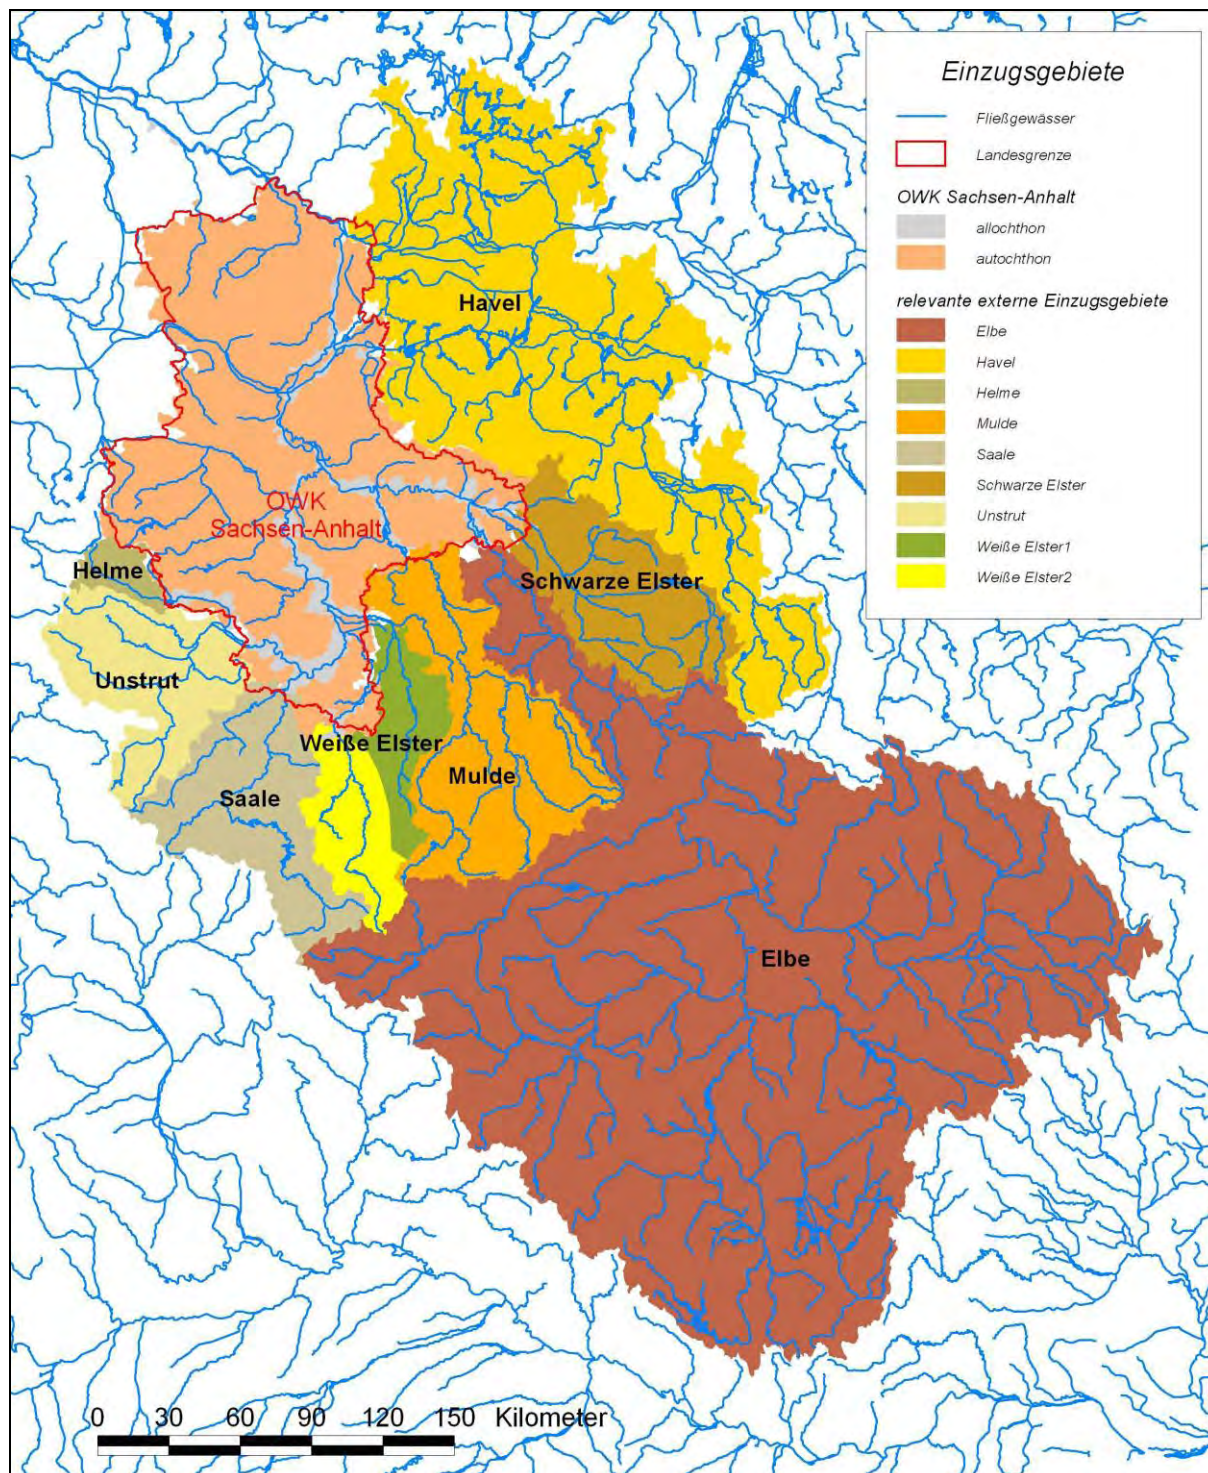 Einzugsgebiete
Fließgewässer
Landesgrenze
OWK Sachsen-Anhalt
allochthon
autochthon
relevante externe Einzugsgebiete
Elbe
Havel
Helme
Mulde
Saale
Schwarze Elster
Unstrut
Weiße Elster1
Weiße Elster2
Havel
OWK
Sachsen-Anhalt
Helme
Schwarze Elster
Unstrut
Weiße Elster
Mulde
Saale
Elbe
0 30 60 90 120 150 Kilometer